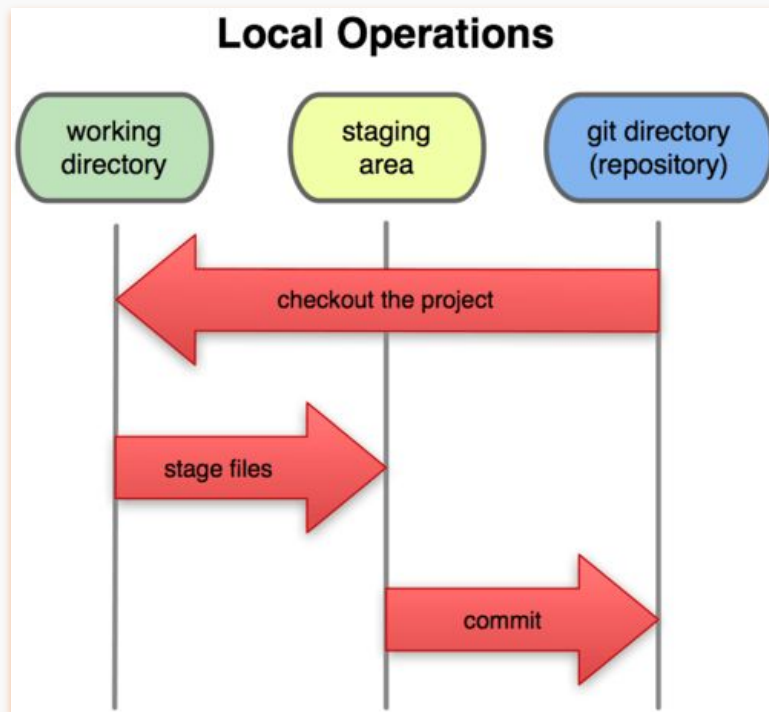 Local Operations
working
directory
staging
area
git directory
(repository)
checkout the project
stage files
commit